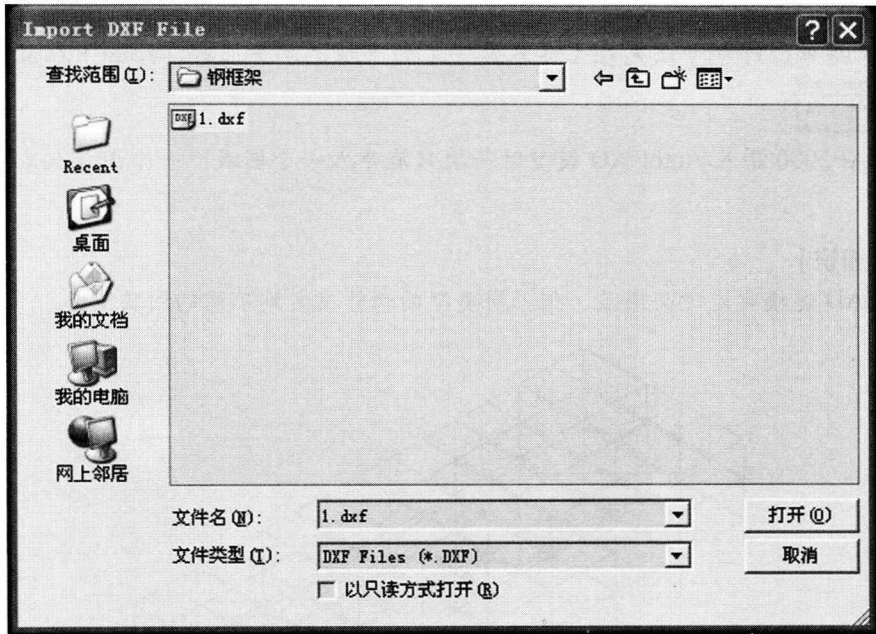 Import DXF File
查找范围(I):
钢框架
1.dxf
Recent
桌面
我的文档
我的电脑
网上邻居
文件名(N):
1.dxf
打开(O)
文件类型(T):
DXF Files (*.DXF)
取消
以只读方式打开(R)